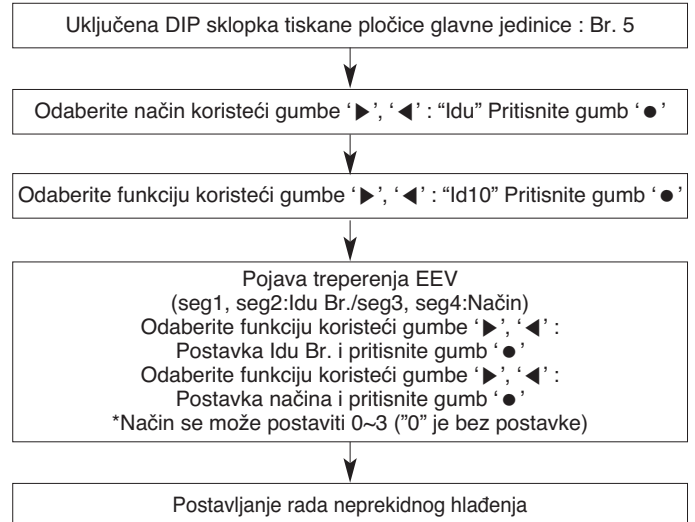 Uključena DIP sklopka tiskane pločice glavne jedinice : Br. 5
Odaberite način koristeći gumbe ‘▶’, ‘◀’ : “Idu” Pritisnite gumb ‘●’
Odaberite funkciju koristeći gumbe ‘▶’, ‘◀’ : “Id10” Pritisnite gumb ‘●’
Pojava treperenja EEV
(seg1, seg2:Idu Br./seg3, seg4:Način)
Odaberite funkciju koristeći gumbe ‘▶’, ‘◀’ :
Postavka Idu Br. i pritisnite gumb ‘●’
Odaberite funkciju koristeći gumbe ‘▶’, ‘◀’ :
Postavka načina i pritisnite gumb ‘●’
*Način se može postaviti 0~3 (”0” je bez postavke)
Postavljanje rada neprekidnog hlađenja